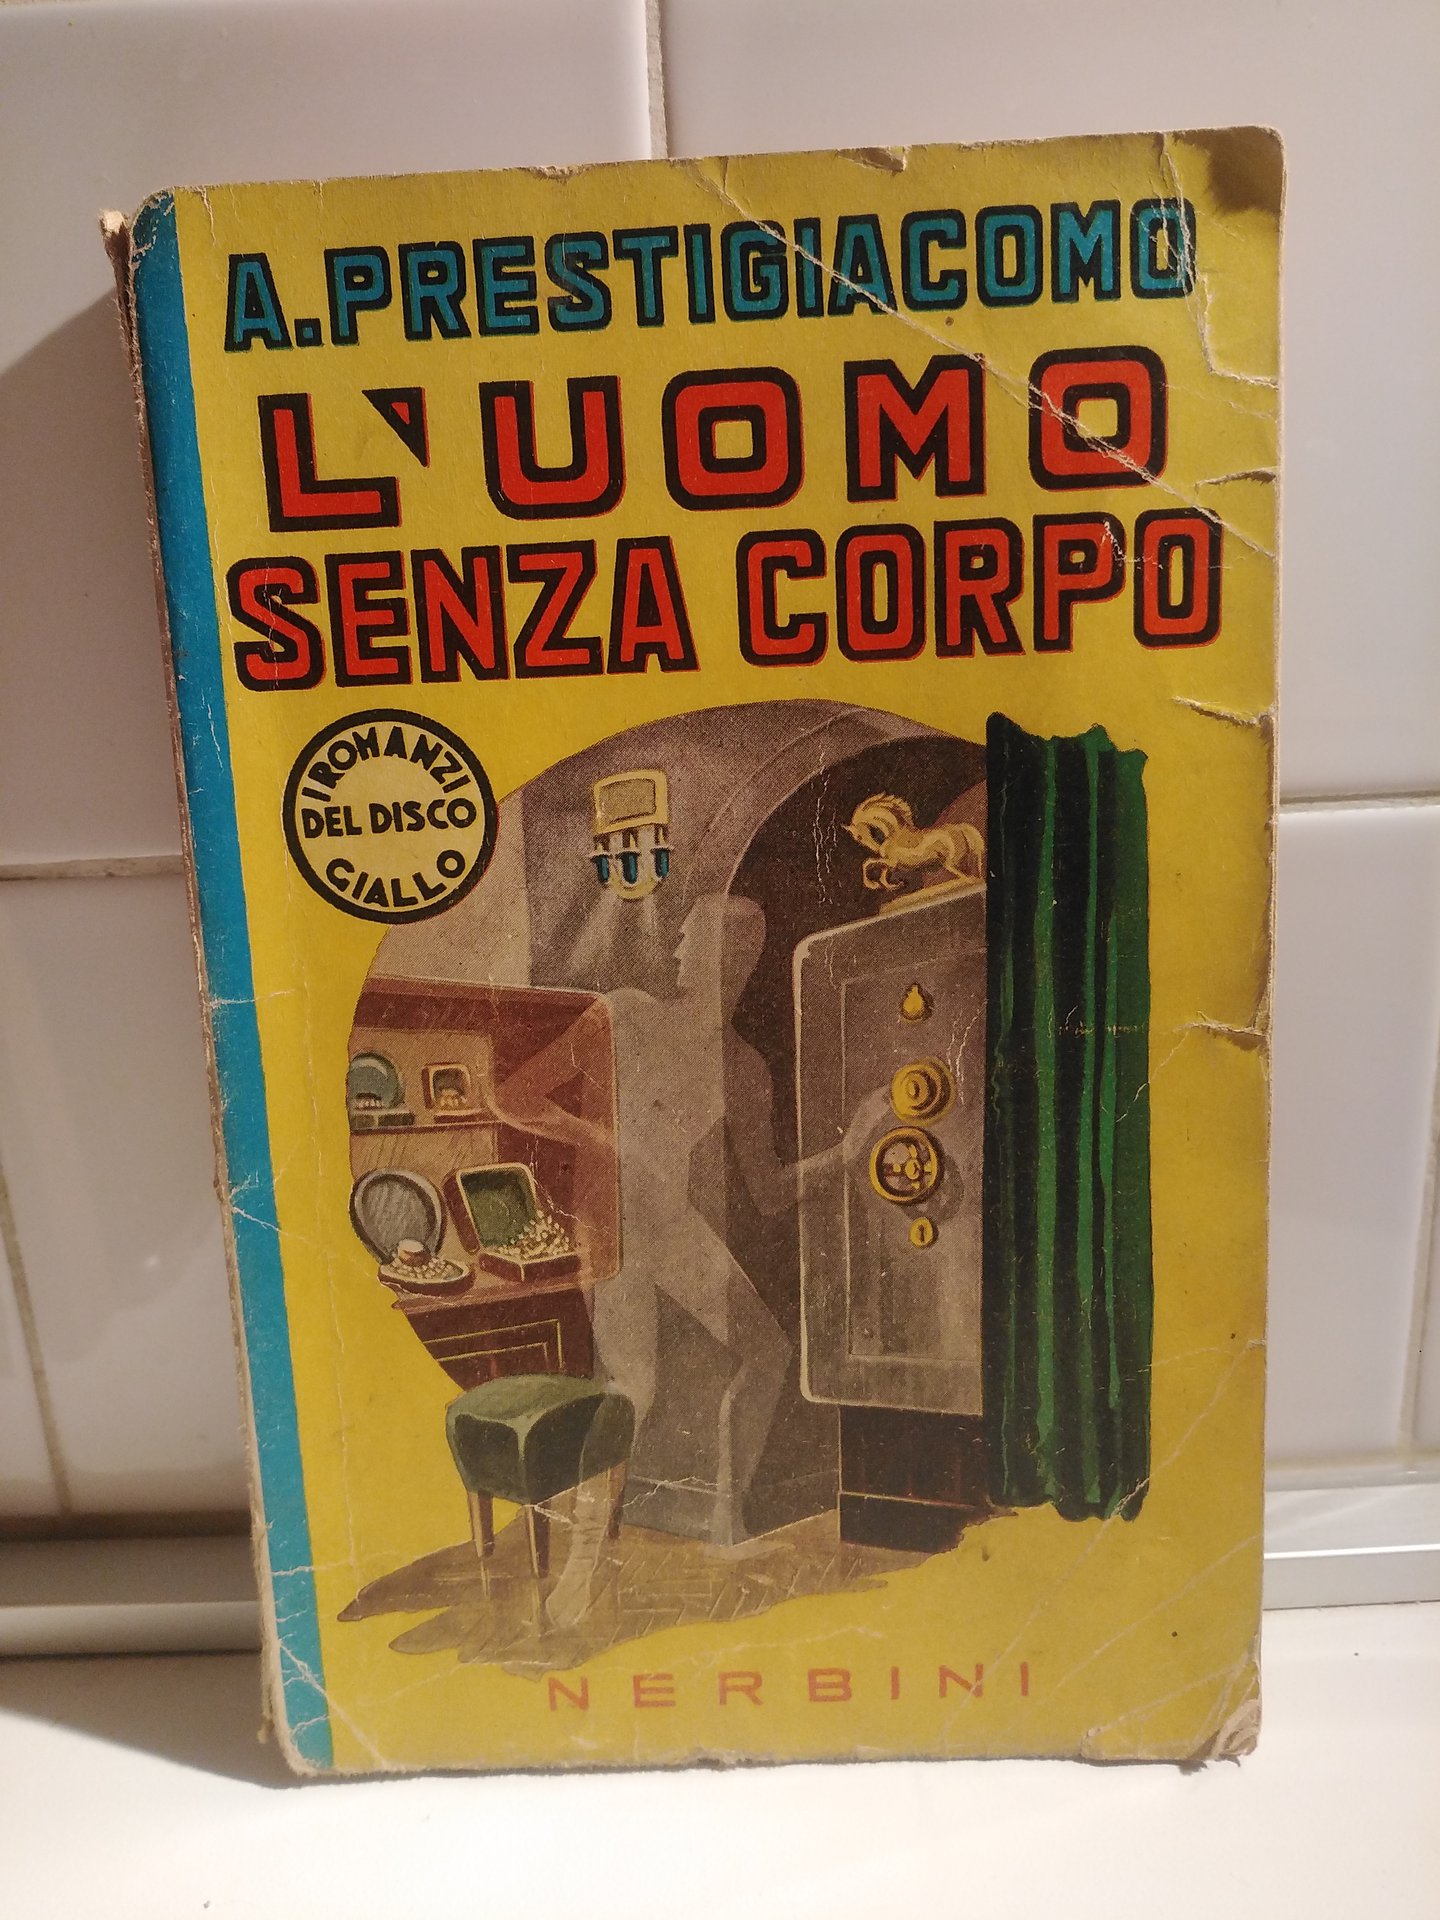 A. PRESTIGIACOMO
L'UOMO
SENZA CORPO
I ROMANZI
DEL DISCO
GIALLO
NERBINI